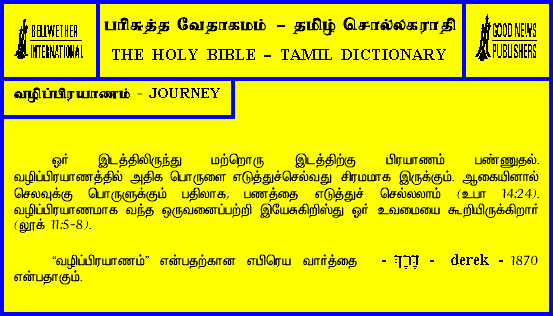 BELLWETHER
INTERNATIONAL
பரிசுத்த வேதாகமம் – தமிழ் சொல்லகராதி
THE HOLY BIBLE – TAMIL DICTIONARY
GOOD NEWS
PUBLISHERS
வழிப்பிரயாணம் - JOURNEY
ஓர் இடத்திலிருந்து மற்றொரு இடத்திற்கு பிரயாணம் பண்ணுதல்.
வழிப்பிரயாணத்தில் அதிக பொருளை எடுத்துச்செல்வது சிரமமாக இருக்கும். ஆகையினால்
செலவுக்கு பொருளுக்கும் பதிலாக, பணத்தை எடுத்துச் செல்லலாம் (உபா 14:24).
வழிப்பிரயாணமாக வந்த ஒருவனைப்பற்றி இயேசுகிறிஸ்து ஓர் உவமையை கூறியிருக்கிறார்
(லூக் 11:5-8).
“வழிப்பிரயாணம்” என்பதற்கான எபிரெய வார்த்தை - דֶּרֶךְ - derek - 1870
என்பதாகும்.